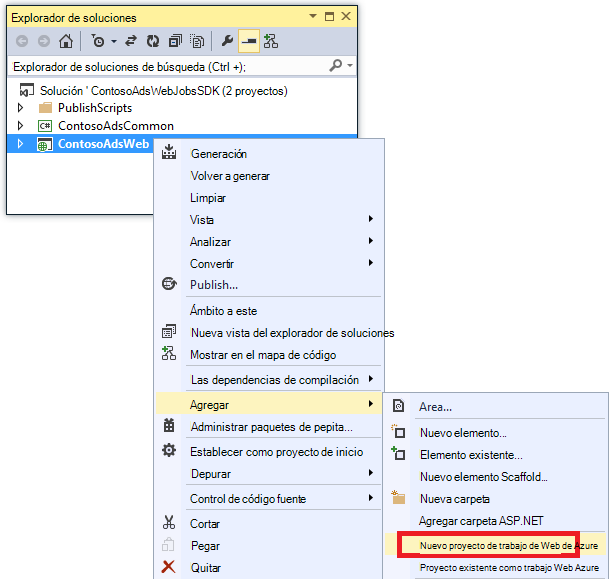 Explorador de soluciones
Explorador de soluciones de búsqueda (Ctrl +);
Solución ' ContosoAdsWebJobsSDK (2 proyectos)
PublishScripts
C# ContosoAdsCommon
ContosoAdsWeb
Generación
Volver a generar
Limpiar
Vista
Analizar
Convertir
Publish...
Ámbito a este
Nueva vista del explorador de soluciones
Mostrar en el mapa de código
Las dependencias de compilación
Agregar
Administrar paquetes de pepita...
Establecer como proyecto de inicio
Depurar
Control de código fuente
Cortar
Pegar
Quitar
Area...
Nuevo elemento...
Elemento existente...
Nuevo elemento Scaffold...
Nueva carpeta
Agregar carpeta ASP.NET
Nuevo proyecto de trabajo de Web de Azure
Proyecto existente como trabajo Web Azure